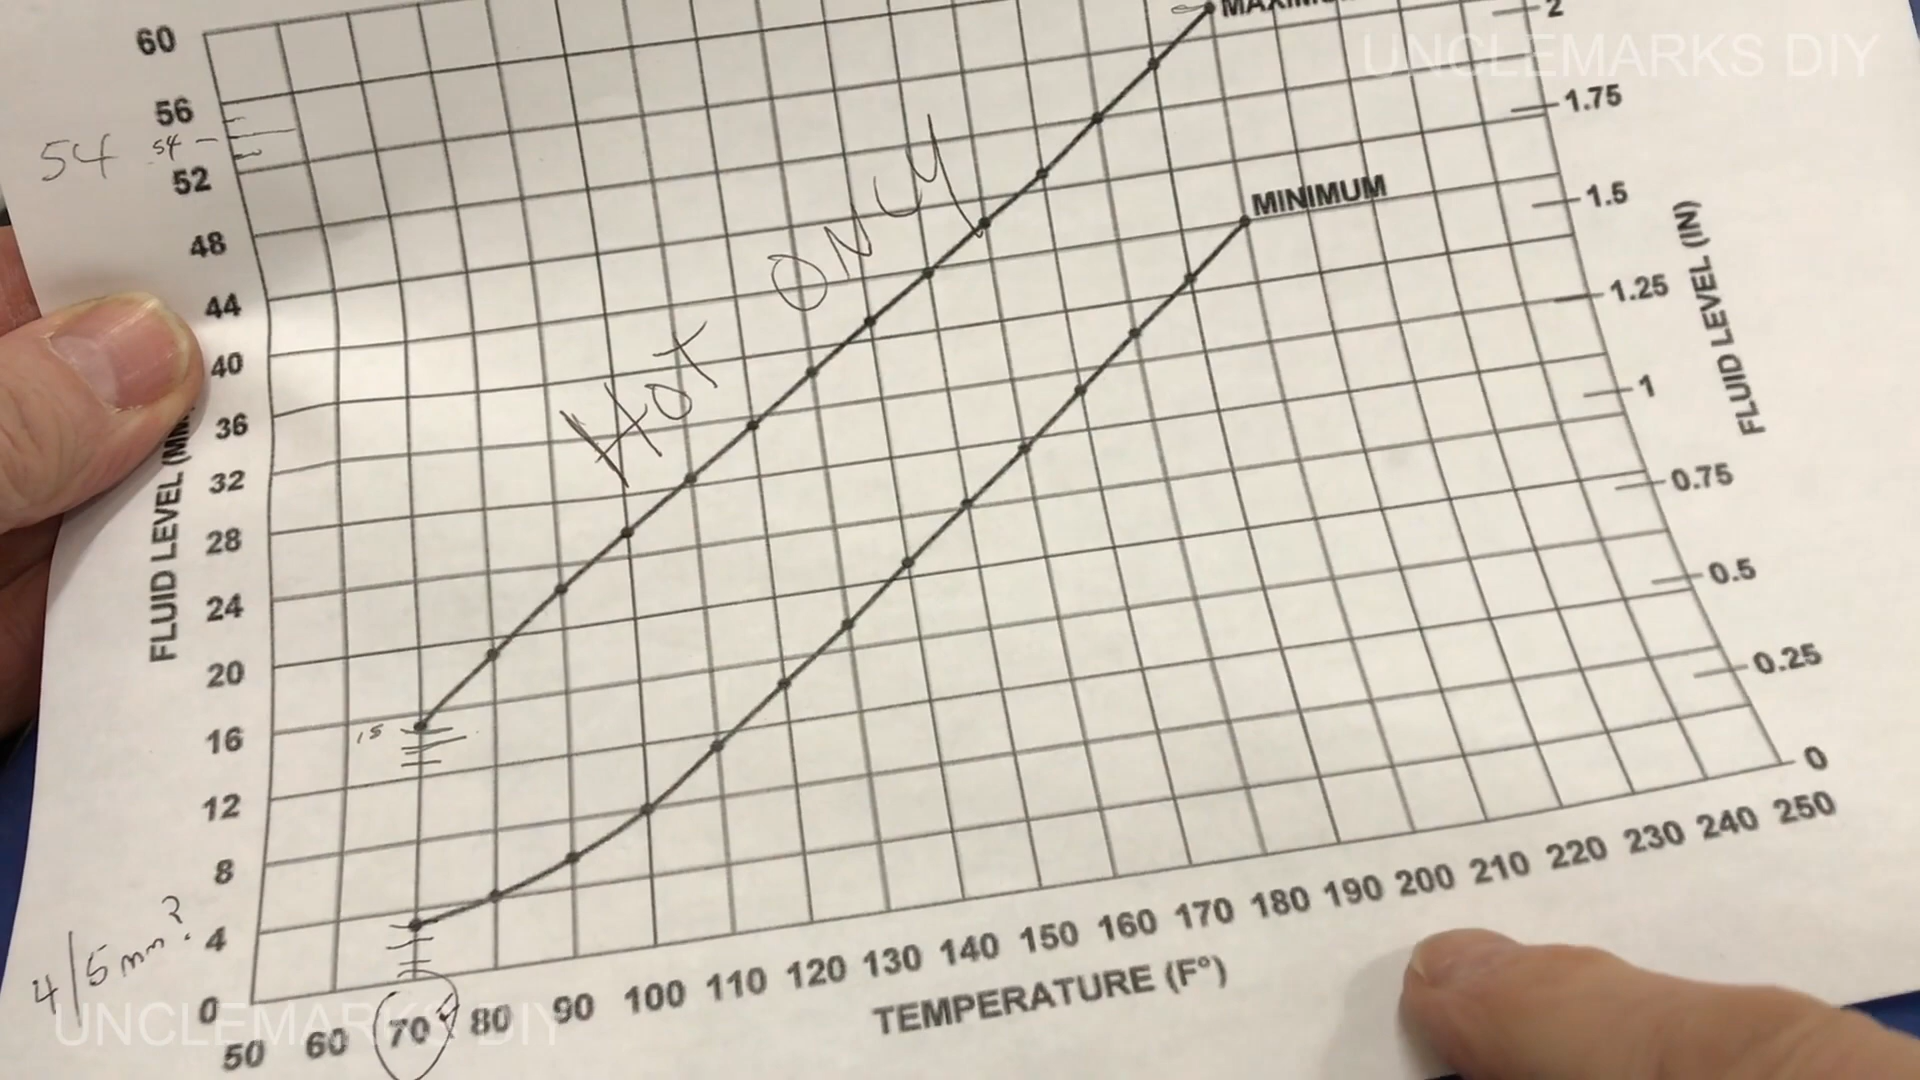 60
MAXIM
2
UNCLEMARKS DIY
56
1.75
54
54
52
MINIMUM
1.5
48
HOT ONLY
FLUID LEVEL (IN)
44
1.25
40
1
36
FLUID LEVEL (MM
32
0.75
28
0.5
24
20
0.25
16
15
0
12
8
4
4/5 mm?
0
UNCLEMARKS DIY
50 60 70 80 90 100 110 120 130 140 150 160 170 180 190 200 210 220 230 240 250
TEMPERATURE (F°)